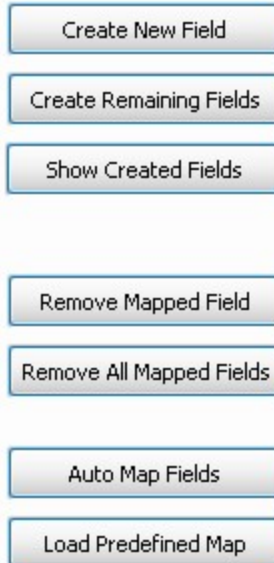 Create New Field
Create Remaining Fields
Show Created Fields
Remove Mapped Field
Remove All Mapped Fields
Auto Map Fields
Load Predefined Map